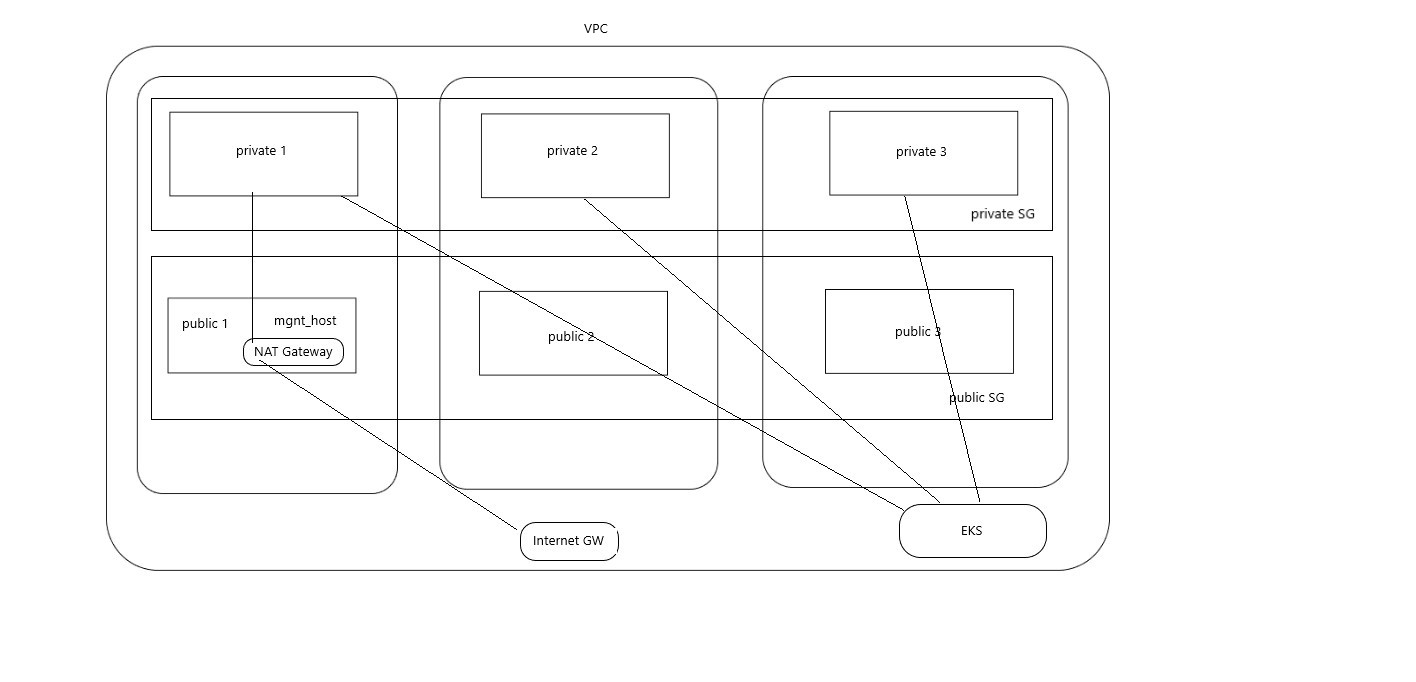 VPC
private 1
private 2
private 3
private SG
public 1
mgnt_host
NAT Gateway
public 2
public 3
public SG
Internet GW
EKS